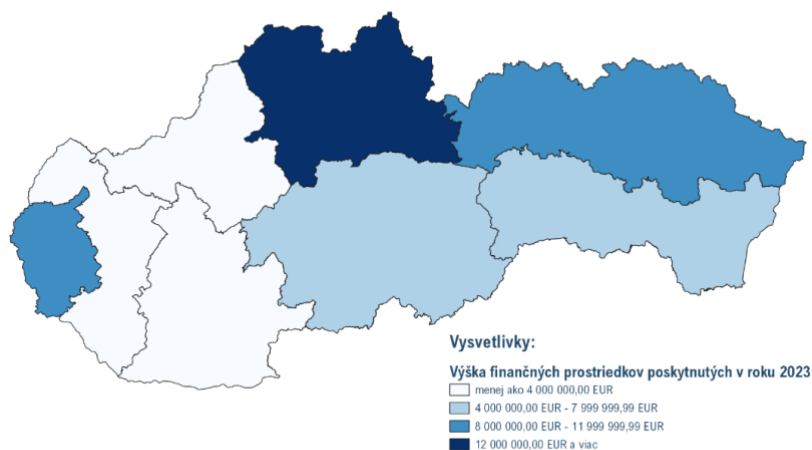 Vysvetlivky:
Výška finančných prostriedkov poskytnutých v roku 2023
menej ako 4 000 000,00 EUR
4 000 000,00 EUR - 7 999 999,99 EUR
8 000 000,00 EUR - 11 999 999,99 EUR
12 000 000,00 EUR a viac